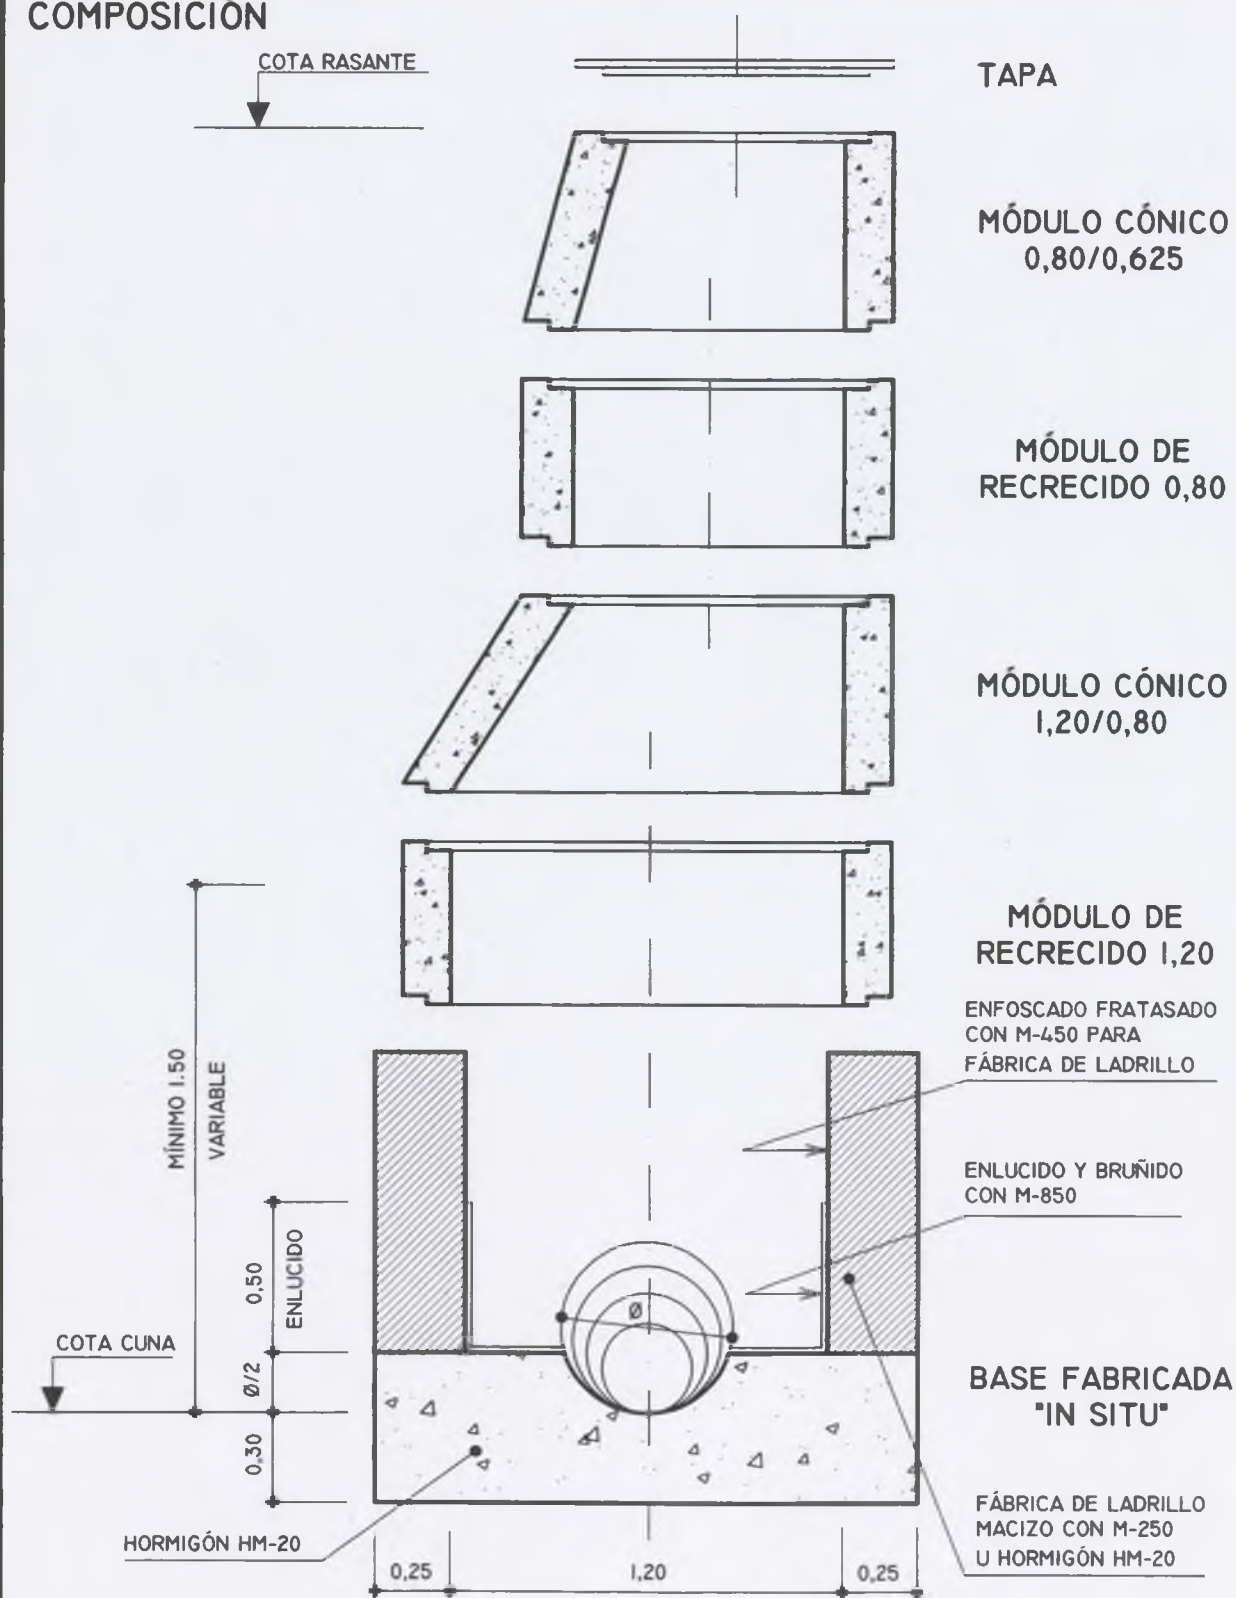 COMPOSICIÓN
COTA RASANTE
TAPA
MÓDULO CÓNICO
0,80/0,625
MÓDULO DE
RECRECIDO 0,80
MÓDULO CÓNICO
1,20/0,80
MÓDULO DE
RECRECIDO 1,20
ENFOSCADO FRATASADO
CON M-450 PARA
FÁBRICA DE LADRILLO
MÍNIMO 1.50
VARIABLE
ENLUCIDO Y BRUÑIDO
CON M-850
0,50
ENLUCIDO
Ø
COTA CUNA
Ø/2
BASE FABRICADA
"IN SITU"
0,30
FÁBRICA DE LADRILLO
MACIZO CON M-250
U HORMIGÓN HM-20
HORMIGÓN HM-20
0,25
1,20
0,25